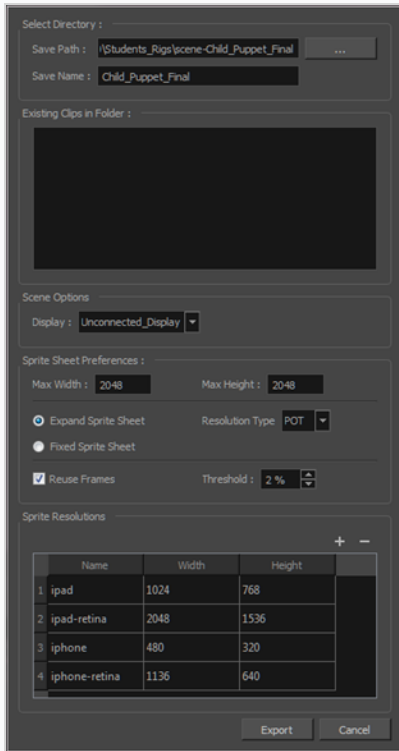 Select Directory :
Save Path : !\Students_Rigs\scene-Child_Puppet_Final ...
Save Name : Child_Puppet_Final
Existing Clips in Folder :
Scene Options
Display : Unconnected_Display
Sprite Sheet Preferences :
Max Width : 2048 Max Height : 2048
Expand Sprite Sheet Resolution Type POT
Fixed Sprite Sheet
Reuse Frames Threshold : 2 %
Sprite Resolutions
+ −
Name Width Height
1 ipad 1024 768
2 ipad-retina 2048 1536
3 iphone 480 320
4 iphone-retina 1136 640
Export Cancel